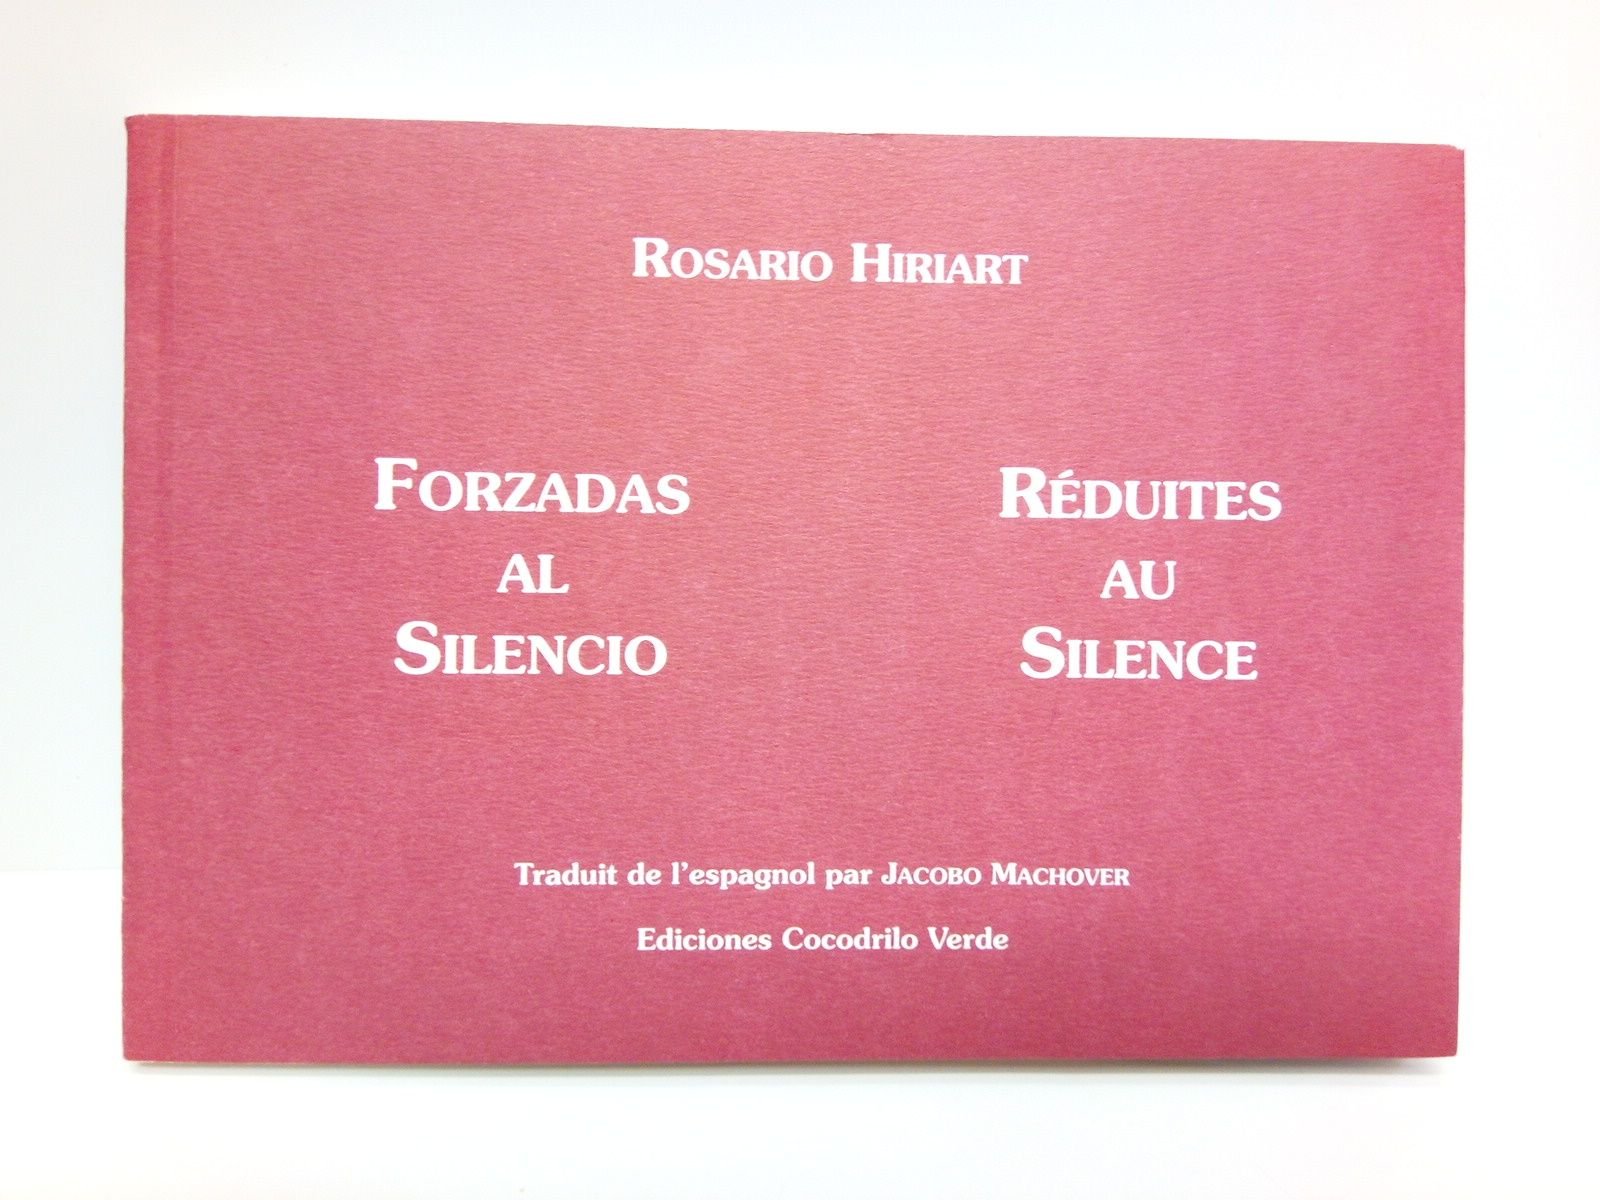 ROSARIO HIRIART
FORZADAS
AL
SILENCIO
RÉDUITES
AU
SILENCE
Traduit de l'espagnol par JACOBO MACHOVER
Ediciones Cocodrilo Verde